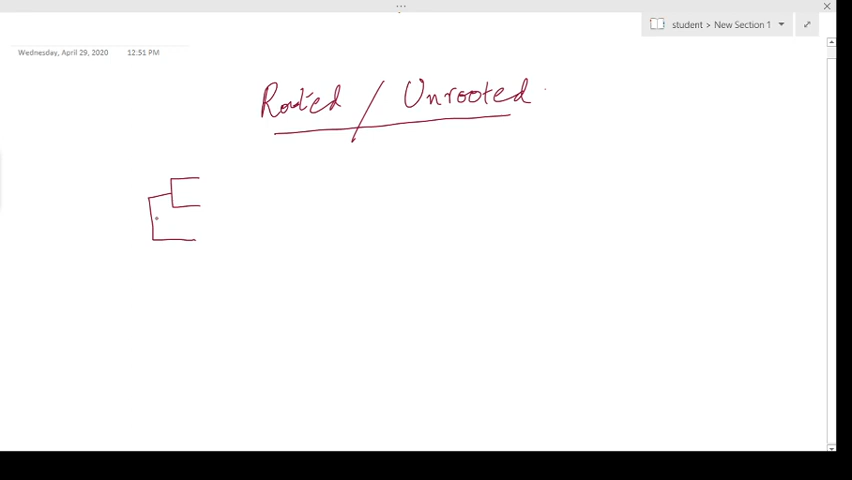 student > New Section 1
Wednesday, April 29, 2020 12:51 PM
Rooted / Unrooted